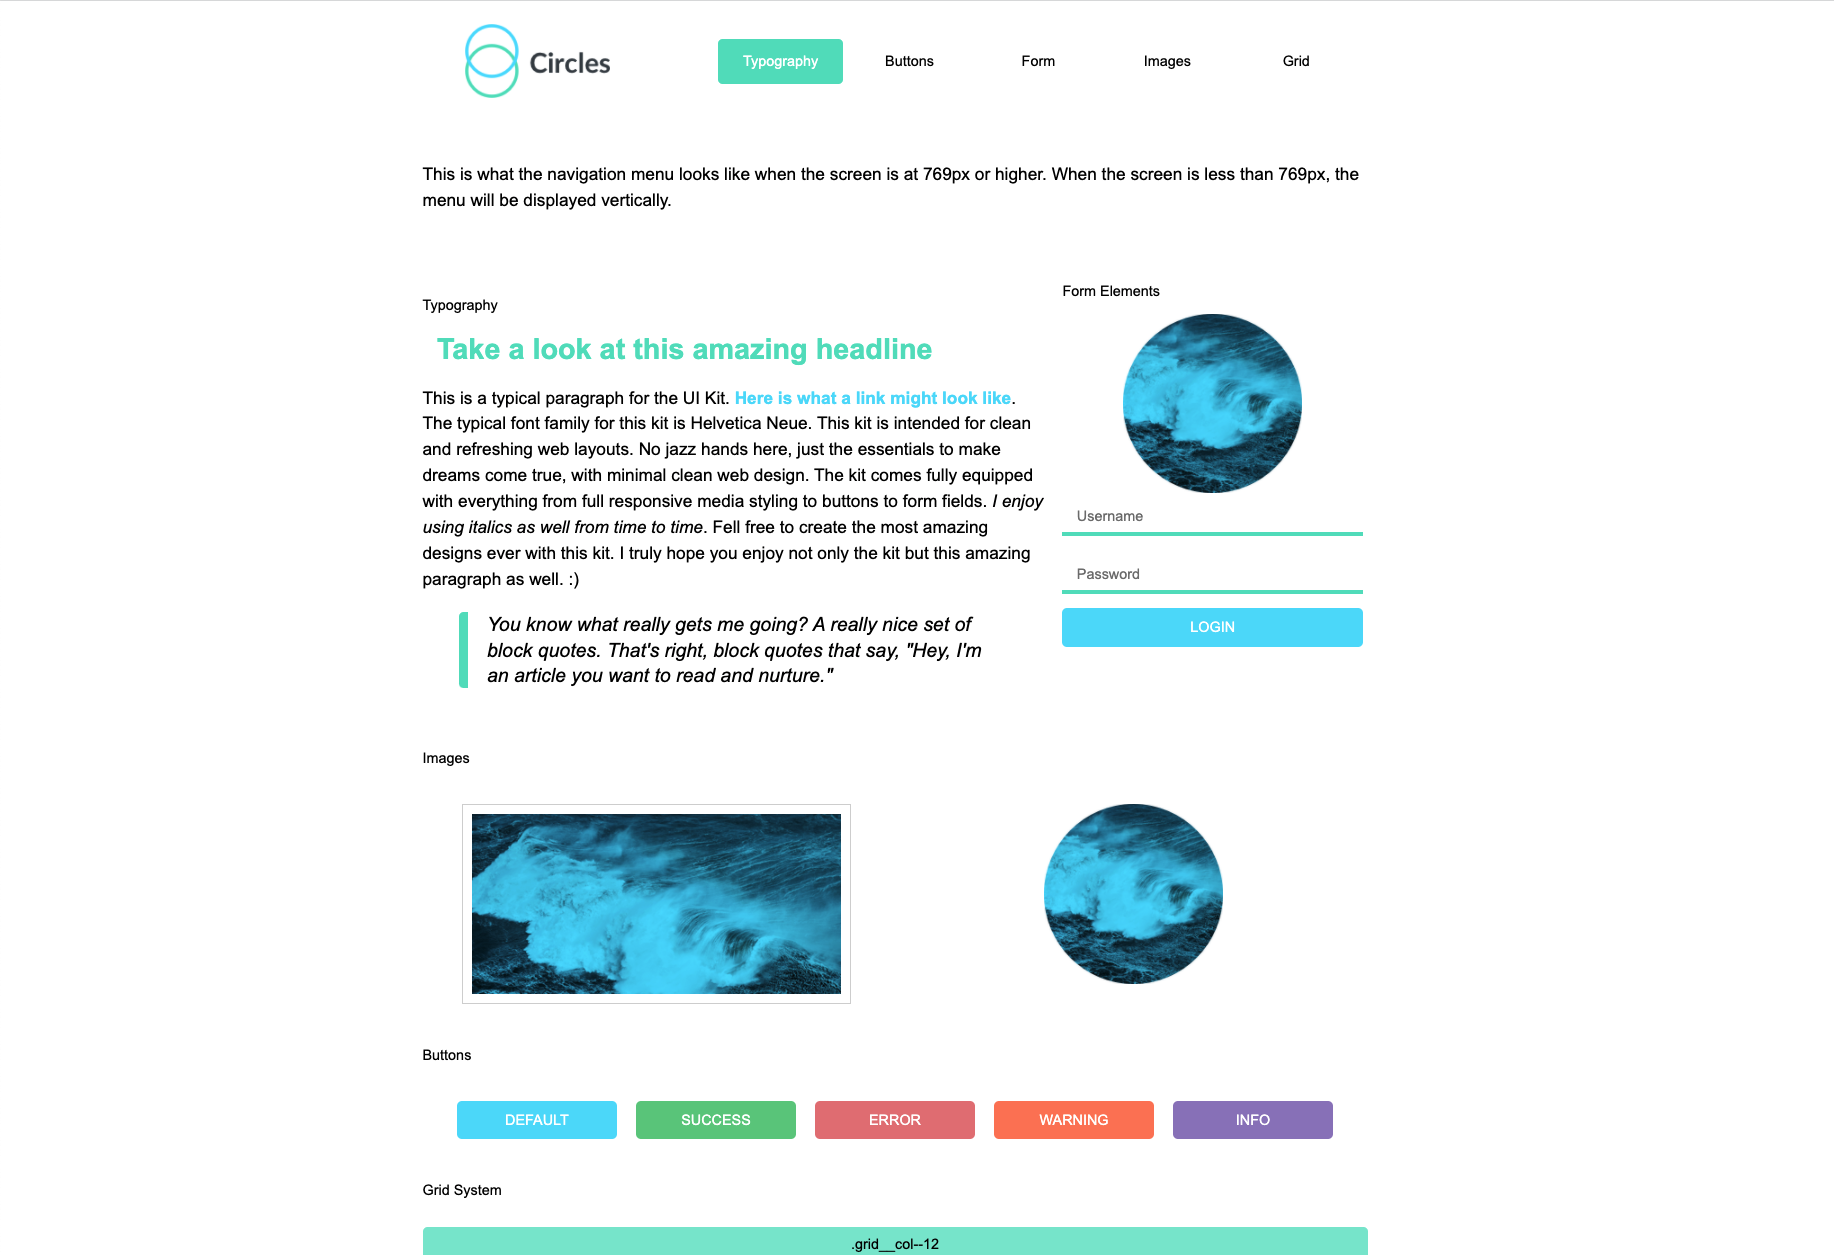 Circles
Typography
Buttons
Form
Images
Grid
This is what the navigation menu looks like when the screen is at 769px or higher. When the screen is less than 769px, the
menu will be displayed vertically.
Typography
Take a look at this amazing headline
This is a typical paragraph for the UI Kit. Here is what a link might look like.
The typical font family for this kit is Helvetica Neue. This kit is intended for clean
and refreshing web layouts. No jazz hands here, just the essentials to make
dreams come true, with minimal clean web design. The kit comes fully equipped
with everything from full responsive media styling to buttons to form fields. I enjoy
using italics as well from time to time. Fell free to create the most amazing
designs ever with this kit. I truly hope you enjoy not only the kit but this amazing
paragraph as well. :)
You know what really gets me going? A really nice set of
block quotes. That's right, block quotes that say, "Hey, I'm
an article you want to read and nurture."
Form Elements
Username
Password
LOGIN
Images
Buttons
DEFAULT
SUCCESS
ERROR
WARNING
INFO
Grid System
.grid__col--12